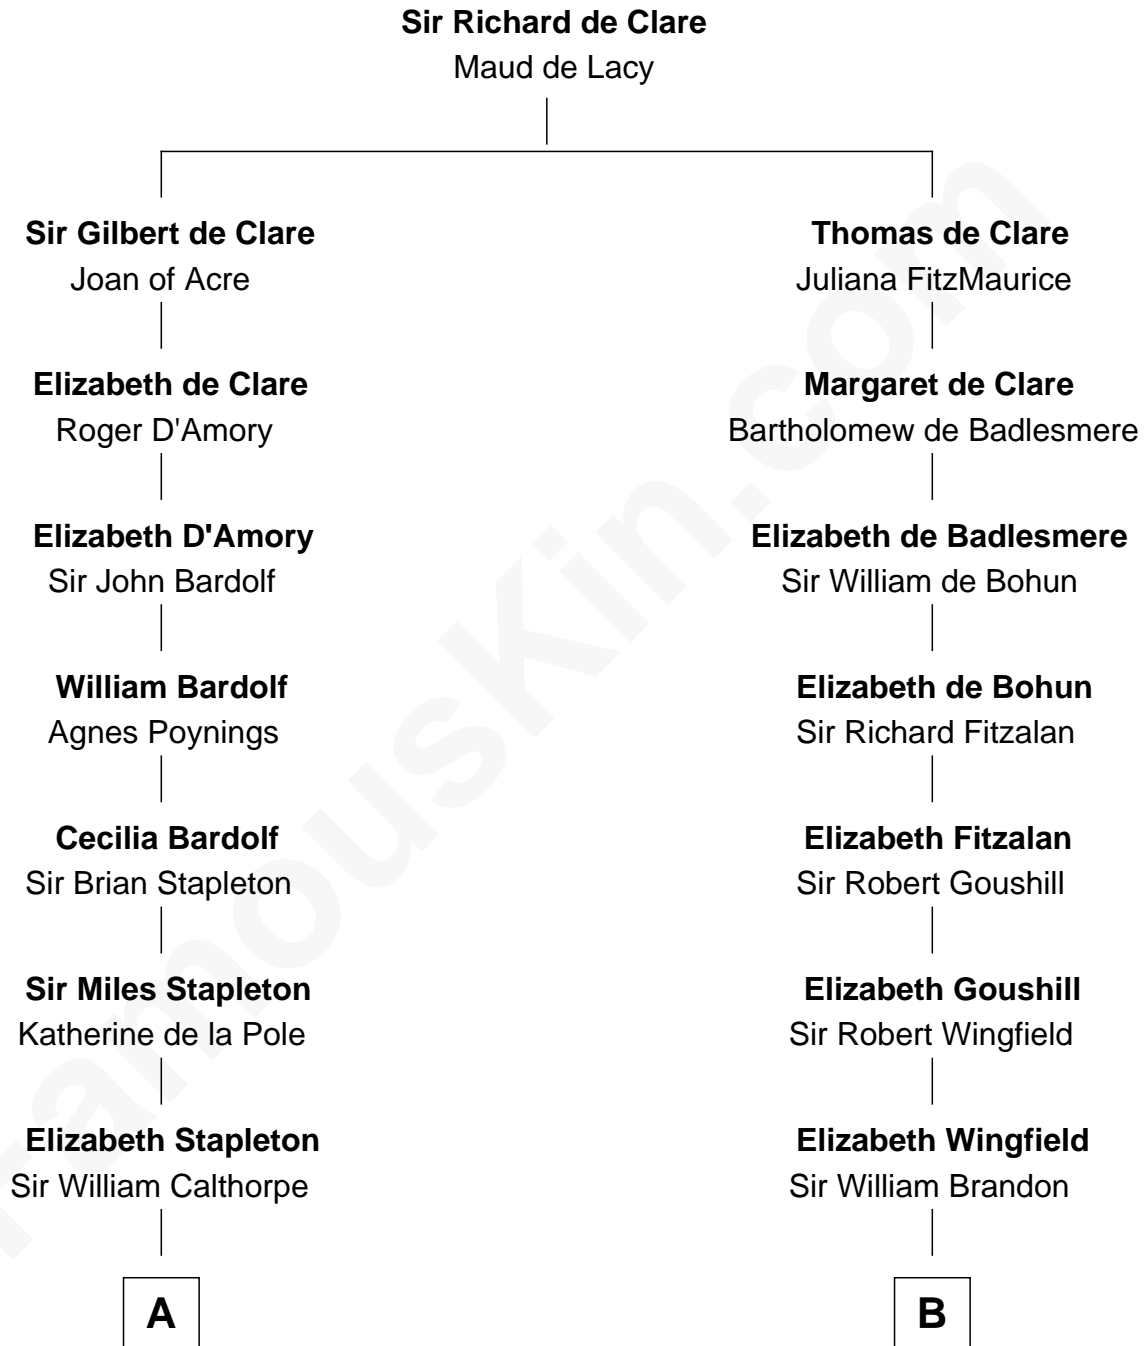 Sir Richard de Clare
Maud de Lacy
Sir Gilbert de Clare
Joan of Acre
Thomas de Clare
Juliana FitzMaurice
Elizabeth de Clare
Roger D'Amory
Margaret de Clare
Bartholomew de Badlesmere
Elizabeth D'Amory
Sir John Bardolf
Elizabeth de Badlesmere
Sir William de Bohun
William Bardolf
Agnes Poynings
Elizabeth de Bohun
Sir Richard Fitzalan
Cecilia Bardolf
Sir Brian Stapleton
Elizabeth Fitzalan
Sir Robert Goushill
Sir Miles Stapleton
Katherine de la Pole
Elizabeth Goushill
Sir Robert Wingfield
Elizabeth Stapleton
Sir William Calthorpe
Elizabeth Wingfield
Sir William Brandon
A
B
FamousKin.com